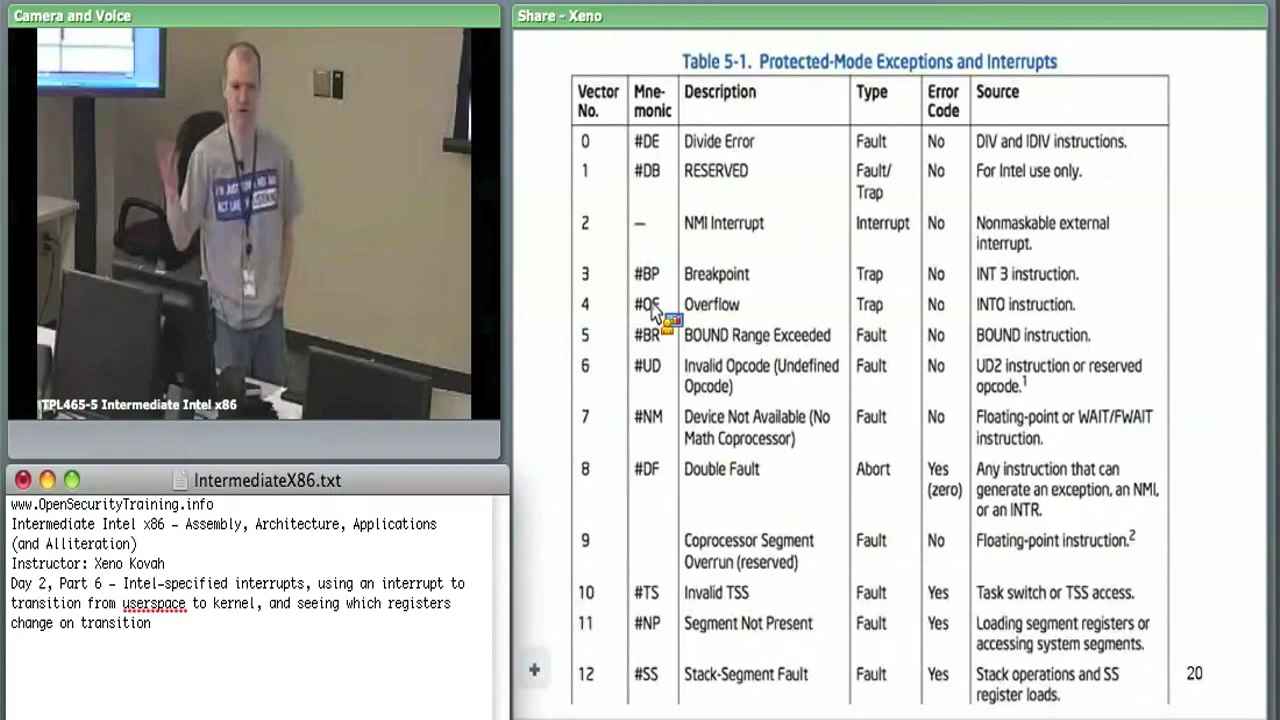 Camera and Voice
TPL465-5 Intermediate Intel x86
IntermediateX86.txt
www.OpenSecurityTraining.info
Intermediate Intel x86 – Assembly, Architecture, Applications
(and Alliteration)
Instructor: Xeno Kovah
Day 2, Part 6 – Intel-specified interrupts, using an interrupt to
transition from userspace to kernel, and seeing which registers
change on transition
Share - Xeno
Table 5-1. Protected-Mode Exceptions and Interrupts
Vector No. Mne-monic Description Type Error Code Source
0 #DE Divide Error Fault No DIV and IDIV instructions.
1 #DB RESERVED Fault/ Trap No For Intel use only.
2 — NMI Interrupt Interrupt No Nonmaskable external interrupt.
3 #BP Breakpoint Trap No INT 3 instruction.
4 #OF Overflow Trap No INTO instruction.
5 #BR BOUND Range Exceeded Fault No BOUND instruction.
6 #UD Invalid Opcode (Undefined Opcode) Fault No UD2 instruction or reserved opcode.1
7 #NM Device Not Available (No Math Coprocessor) Fault No Floating-point or WAIT/FWAIT instruction.
8 #DF Double Fault Abort Yes (zero) Any instruction that can generate an exception, an NMI, or an INTR.
9 Coprocessor Segment Overrun (reserved) Fault No Floating-point instruction.2
10 #TS Invalid TSS Fault Yes Task switch or TSS access.
11 #NP Segment Not Present Fault Yes Loading segment registers or accessing system segments.
12 #SS Stack-Segment Fault Fault Yes Stack operations and SS register loads.
20